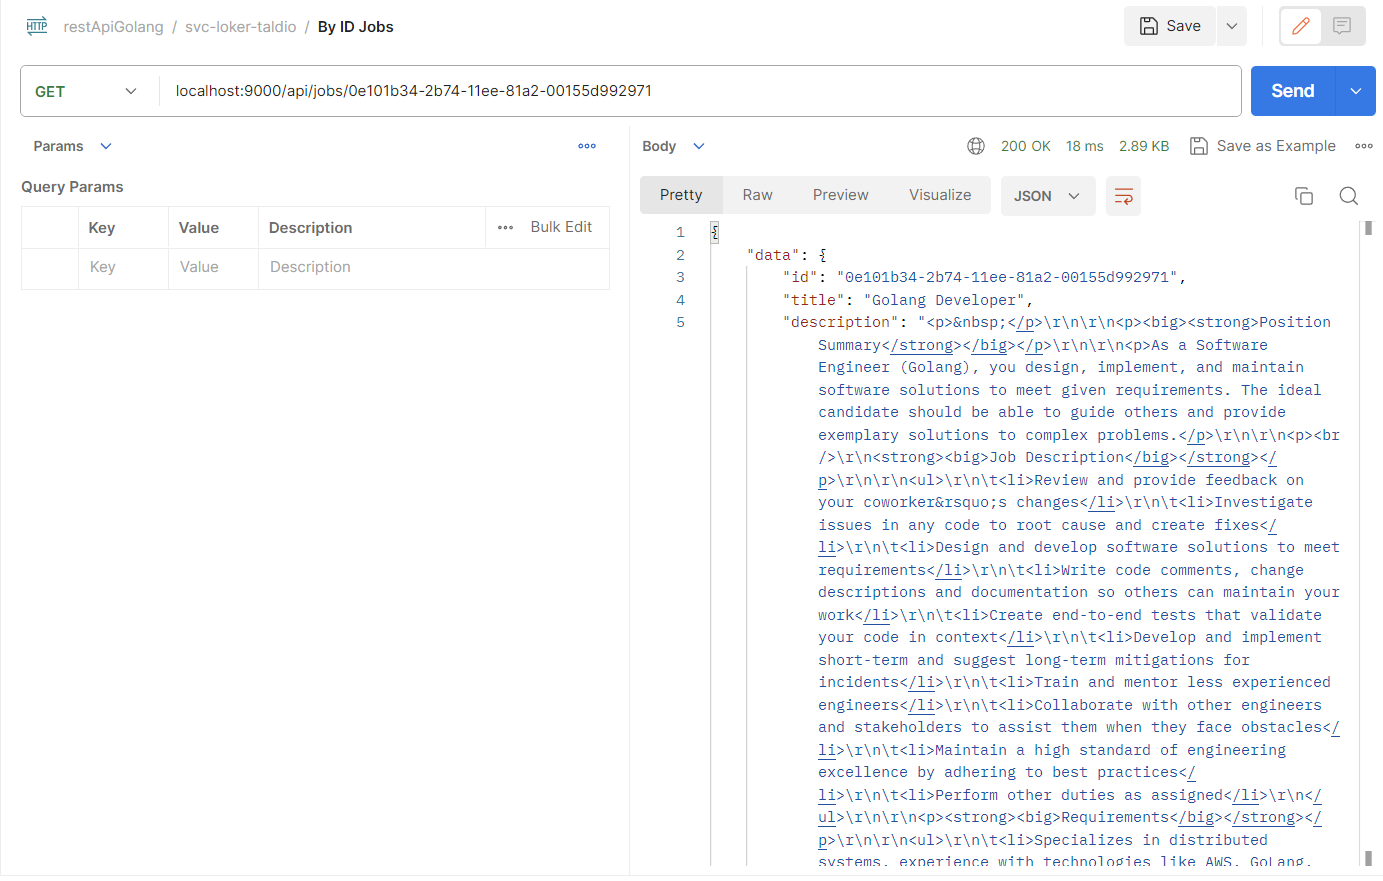 HTTP restApiGolang / svc-loker-taldio / By ID Jobs Save
GET localhost:9000/api/jobs/0e101b34-2b74-11ee-81a2-00155d992971 Send
Params
Query Params
Key Value Description Bulk Edit
Key Value Description
Body 200 OK 18 ms 2.89 KB Save as Example
Pretty Raw Preview Visualize JSON
1 {
2 "data": {
3 "id": "0e101b34-2b74-11ee-81a2-00155d992971",
4 "title": "Golang Developer",
5 "description": "<p>&nbsp;</p>\r\n\r\n<p><big><strong>Position
Summary</strong></big></p>\r\n\r\n<p>As a Software
Engineer (Golang), you design, implement, and maintain
software solutions to meet given requirements. The ideal
candidate should be able to guide others and provide
exemplary solutions to complex problems.</p>\r\n\r\n<p><br
/>\r\n<strong><big>Job Description</big></strong></
p>\r\n\r\n<ul>\r\n\t<li>Review and provide feedback on
your coworker&rsquo;s changes</li>\r\n\t<li>Investigate
issues in any code to root cause and create fixes</
li>\r\n\t<li>Design and develop software solutions to meet
requirements</li>\r\n\t<li>Write code comments, change
descriptions and documentation so others can maintain your
work</li>\r\n\t<li>Create end-to-end tests that validate
your code in context</li>\r\n\t<li>Develop and implement
short-term and suggest long-term mitigations for
incidents</li>\r\n\t<li>Train and mentor less experienced
engineers</li>\r\n\t<li>Collaborate with other engineers
and stakeholders to assist them when they face obstacles</
li>\r\n\t<li>Maintain a high standard of engineering
excellence by adhering to best practices</
li>\r\n\t<li>Perform other duties as assigned</li>\r\n</
ul>\r\n\r\n<p><strong><big>Requirements</big></strong></
p>\r\n\r\n<ul>\r\n\t<li>Specializes in distributed
systems, experience with technologies like AWS, GoLang,